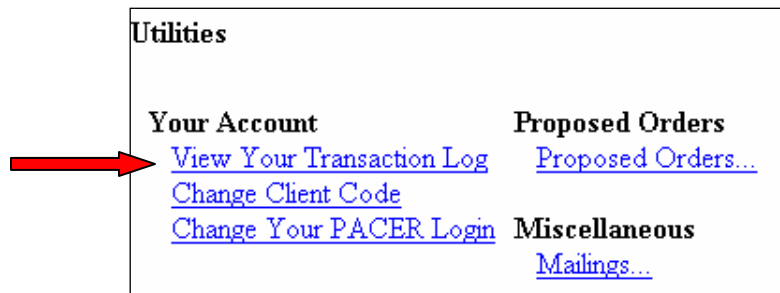 Utilities
Your Account
View Your Transaction Log
Change Client Code
Change Your PACER Login
Proposed Orders
Proposed Orders...
Miscellaneous
Mailings...